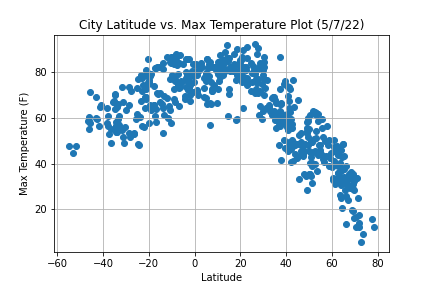 City Latitude vs. Max Temperature Plot (5/7/22)
Max Temperature (F)
80
60
40
20
−60 −40 −20 0 20 40 60 80
Latitude